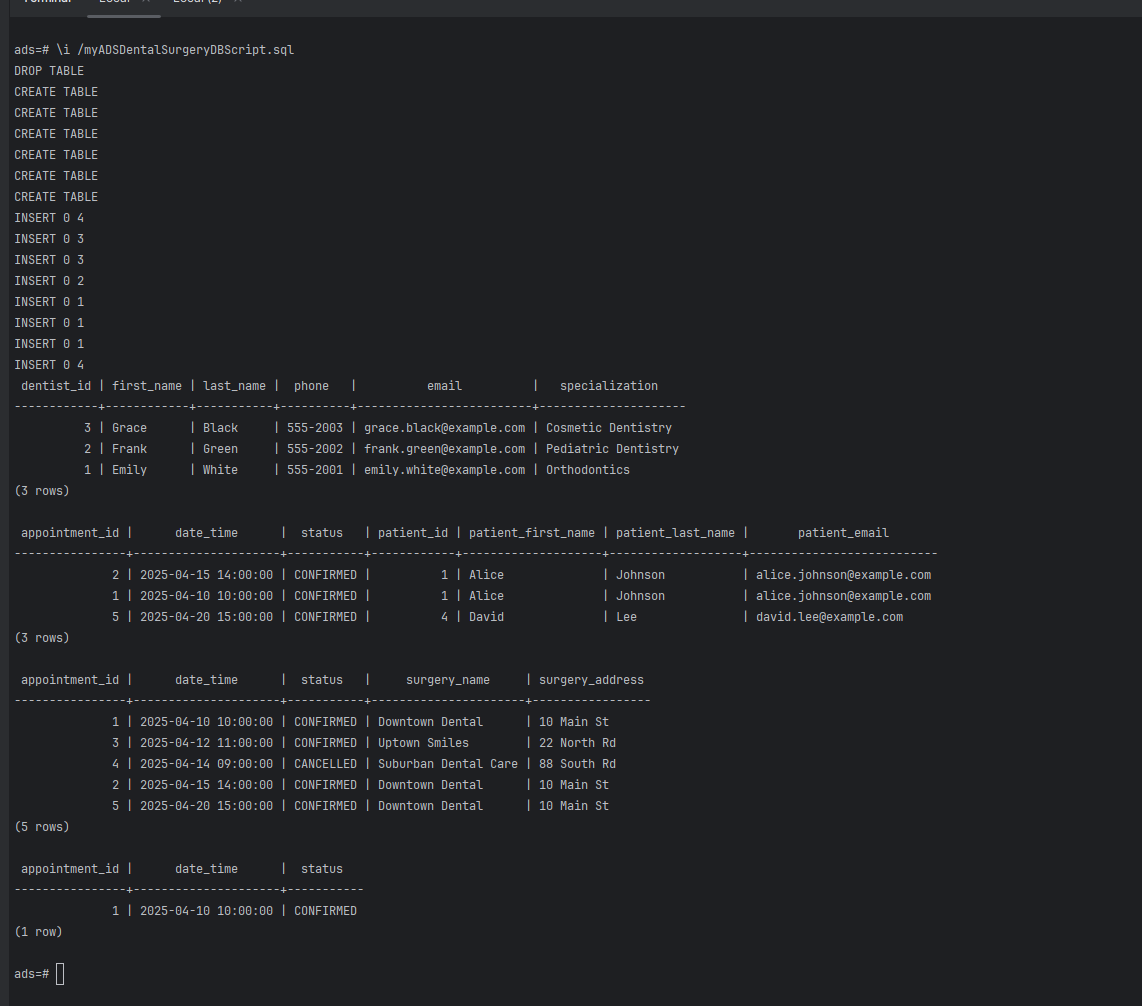 Terminal Local × Local (2) ×
ads=# \i /myADSDentalSurgeryDBScript.sql
DROP TABLE
CREATE TABLE
CREATE TABLE
CREATE TABLE
CREATE TABLE
CREATE TABLE
CREATE TABLE
INSERT 0 4
INSERT 0 3
INSERT 0 3
INSERT 0 2
INSERT 0 1
INSERT 0 1
INSERT 0 1
INSERT 0 4
 dentist_id | first_name | last_name |  phone   |          email          |   specialization
------------+------------+-----------+----------+-------------------------+---------------------
          3 | Grace      | Black     | 555-2003 | grace.black@example.com | Cosmetic Dentistry
          2 | Frank      | Green     | 555-2002 | frank.green@example.com | Pediatric Dentistry
          1 | Emily      | White     | 555-2001 | emily.white@example.com | Orthodontics
(3 rows)
 appointment_id |      date_time      |  status   | patient_id | patient_first_name | patient_last_name |       patient_email
----------------+---------------------+-----------+------------+--------------------+-------------------+---------------------------
              2 | 2025-04-15 14:00:00 | CONFIRMED |          1 | Alice              | Johnson           | alice.johnson@example.com
              1 | 2025-04-10 10:00:00 | CONFIRMED |          1 | Alice              | Johnson           | alice.johnson@example.com
              5 | 2025-04-20 15:00:00 | CONFIRMED |          4 | David              | Lee               | david.lee@example.com
(3 rows)
 appointment_id |      date_time      |  status   |     surgery_name     | surgery_address
----------------+---------------------+-----------+----------------------+-----------------
              1 | 2025-04-10 10:00:00 | CONFIRMED | Downtown Dental      | 10 Main St
              3 | 2025-04-12 11:00:00 | CONFIRMED | Uptown Smiles        | 22 North Rd
              4 | 2025-04-14 09:00:00 | CANCELLED | Suburban Dental Care | 88 South Rd
              2 | 2025-04-15 14:00:00 | CONFIRMED | Downtown Dental      | 10 Main St
              5 | 2025-04-20 15:00:00 | CONFIRMED | Downtown Dental      | 10 Main St
(5 rows)
 appointment_id |      date_time      |  status
----------------+---------------------+-----------
              1 | 2025-04-10 10:00:00 | CONFIRMED
(1 row)
ads=#